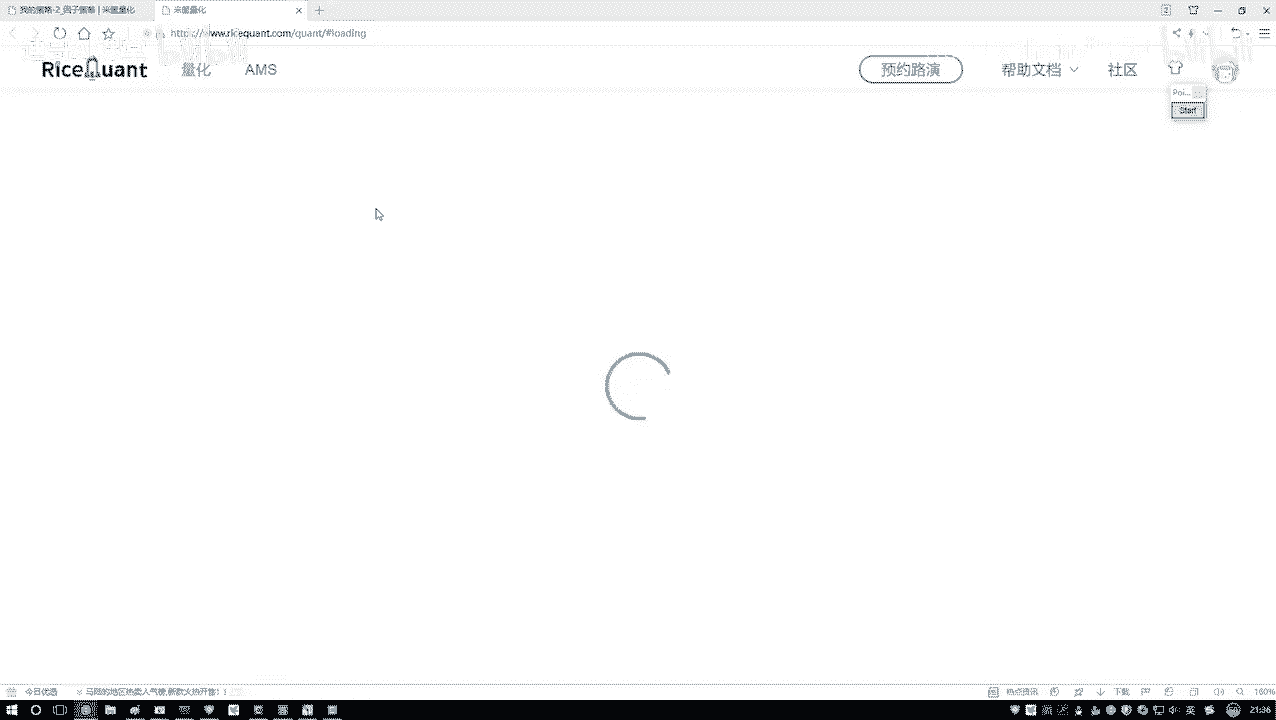 我的策略-2_因子策略 | 米筐量化
米筐量化
http://www.ricequant.com/quant/#loading
RiceQuant
量化
AMS
预约路演
帮助文档
社区
Poi...
Start
今日优选
热点资讯
下载
160%
21:36